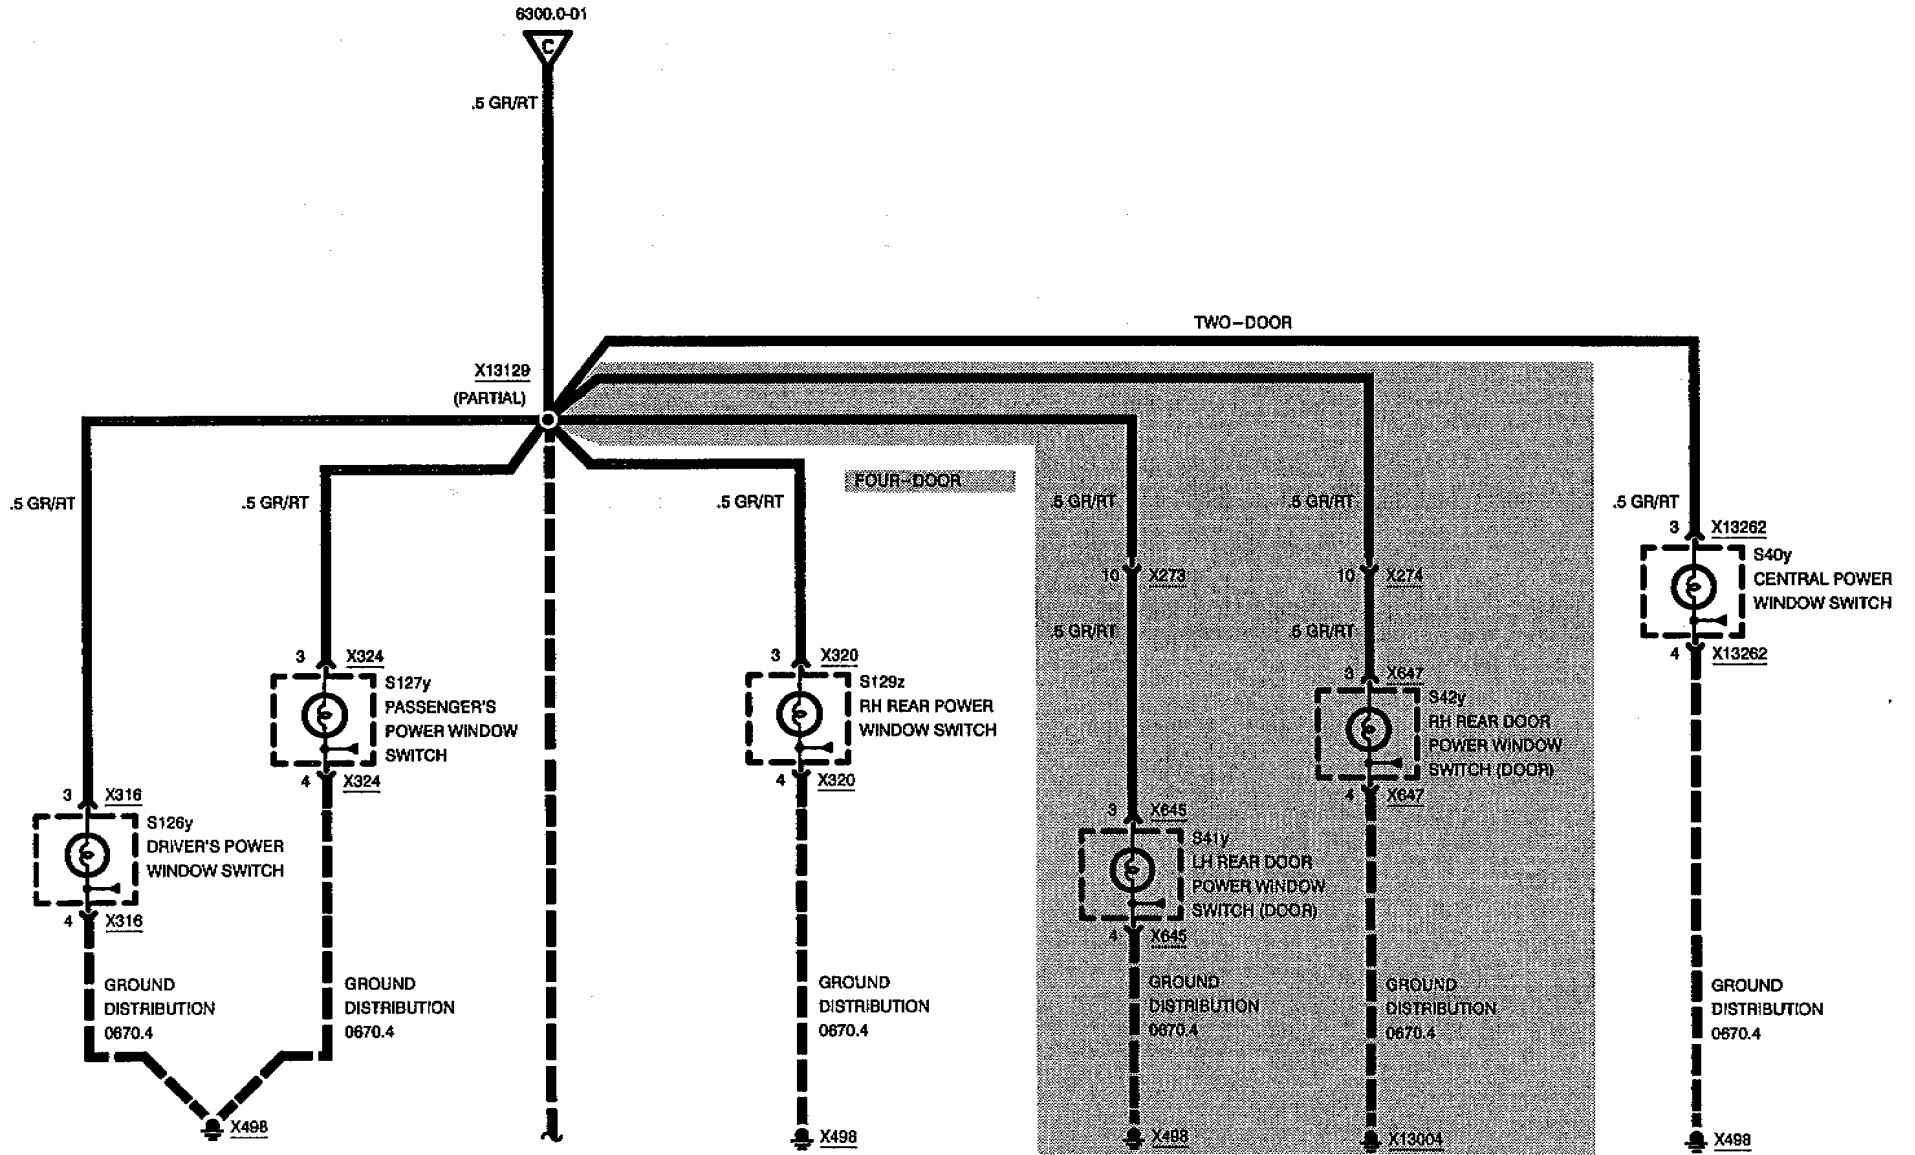 6300.0-01
C
.5 GR/RT
TWO-DOOR
X13129
(PARTIAL)
FOUR-DOOR
.5 GR/RT
.5 GR/RT
.5 GR/RT
.5 GR/RT
.5 GR/RT
.5 GR/RT
3 X13262
S40y
CENTRAL POWER
WINDOW SWITCH
4 X13262
10 X273
10 X274
.5 GR/RT
.5 GR/RT
3 X324
S127y
PASSENGER'S
POWER WINDOW
SWITCH
4 X324
3 X320
S129z
RH REAR POWER
WINDOW SWITCH
4 X320
3 X647
S42y
RH REAR DOOR
POWER WINDOW
SWITCH (DOOR)
4 X647
3 X316
S126y
DRIVER'S POWER
WINDOW SWITCH
4 X316
3 X645
S41y
LH REAR DOOR
POWER WINDOW
SWITCH (DOOR)
4 X645
GROUND
DISTRIBUTION
0670.4
GROUND
DISTRIBUTION
0670.4
GROUND
DISTRIBUTION
0670.4
GROUND
DISTRIBUTION
0670.4
GROUND
DISTRIBUTION
0670.4
GROUND
DISTRIBUTION
0670.4
X498
X498
X498
X13004
X498